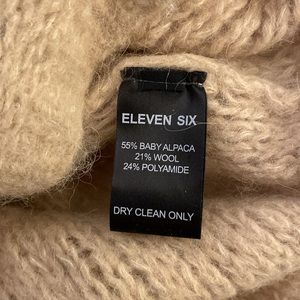 ELEVEN SIX
55% BABY ALPACA
21% WOOL
24% POLYAMIDE
DRY CLEAN ONLY